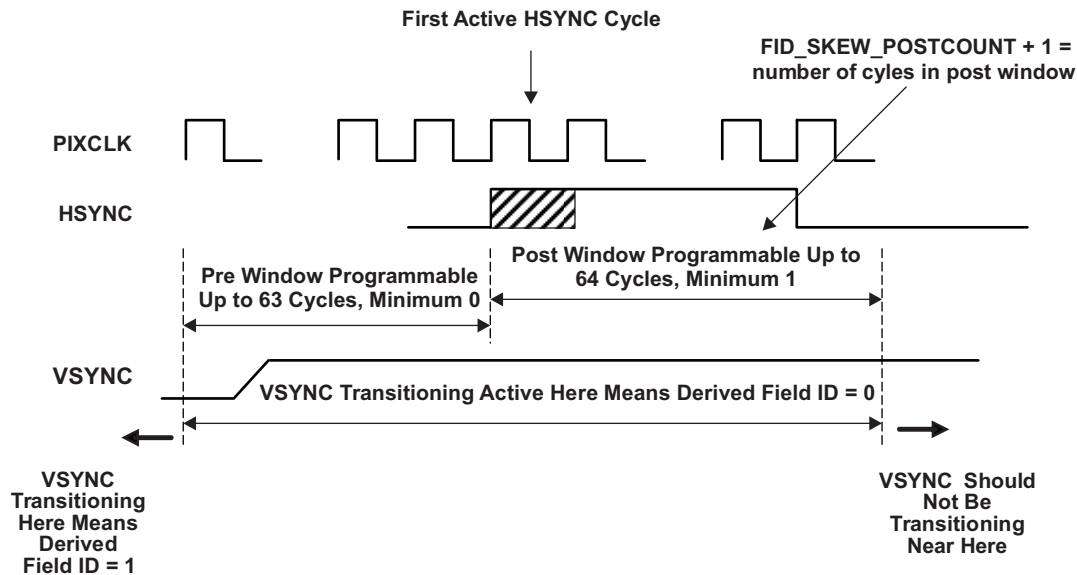 First Active HSYNC Cycle
FID_SKEW_POSTCOUNT + 1 =
number of cyles in post window
PIXCLK
HSYNC
Pre Window Programmable
Up to 63 Cycles, Minimum 0
Post Window Programmable Up to
64 Cycles, Minimum 1
VSYNC
VSYNC Transitioning Active Here Means Derived Field ID = 0
VSYNC
Transitioning
Here Means
Derived
Field ID = 1
VSYNC Should
Not Be
Transitioning
Near Here